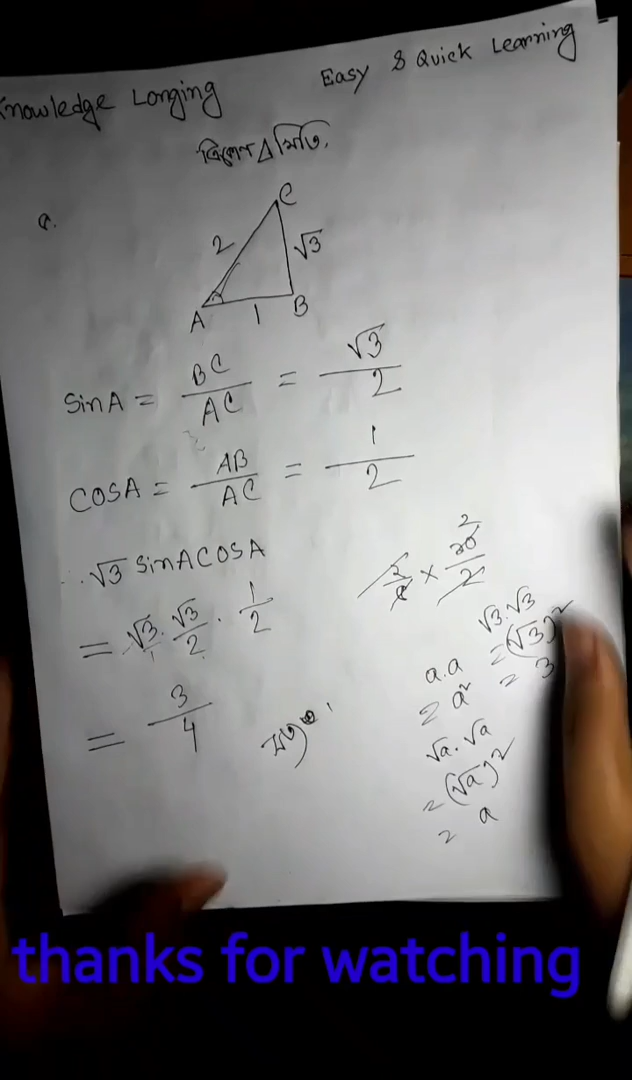 Knowledge Longing
Easy & Quick Learning
ত্রিকোণমিতি.
C
2
√3
A
1
B
SinA = BC/AC = √3/2
COSA = AB/AC = 1/2
∴ √3 SinACOSA
= √3 . √3/2 . 1/2
= 3/4
√3.√3
= (√3)²
= 3
a.a
= a²
√a.√a
= (√a)²
= a
thanks for watching